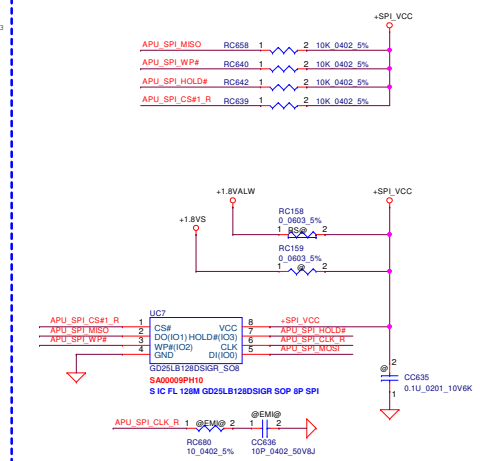 3
+SPI_VCC
APU_SPI_MISO RC658 1 2 10K_0402_5%
APU_SPI_WP# RC640 1 2 10K_0402_5%
APU_SPI_HOLD# RC642 1 2 10K_0402_5%
APU_SPI_CS#1_R RC639 1 2 10K_0402_5%
+1.8VALW +SPI_VCC
RC158
0_0603_5%
+1.8VS
1 RS@ 2
RC159
0_0603_5%
1 @ 2
UC7
APU_SPI_CS#1_R 1 CS# VCC 8 +SPI_VCC
APU_SPI_MISO 2 DO(IO1) HOLD#(IO3) 7 APU_SPI_HOLD#
APU_SPI_WP# 3 WP#(IO2) CLK 6 APU_SPI_CLK_R
4 GND DI(IO0) 5 APU_SPI_MOSI
GD25LB128DSIGR_SO8
SA00009PH10
S IC FL 128M GD25LB128DSIGR SOP 8P SPI
@ 2
CC635
0.1U_0201_10V6K
1
@EMI@
APU_SPI_CLK_R 1 @EMI@ 2 1 2
RC680 CC636
10_0402_5% 10P_0402_50V8J